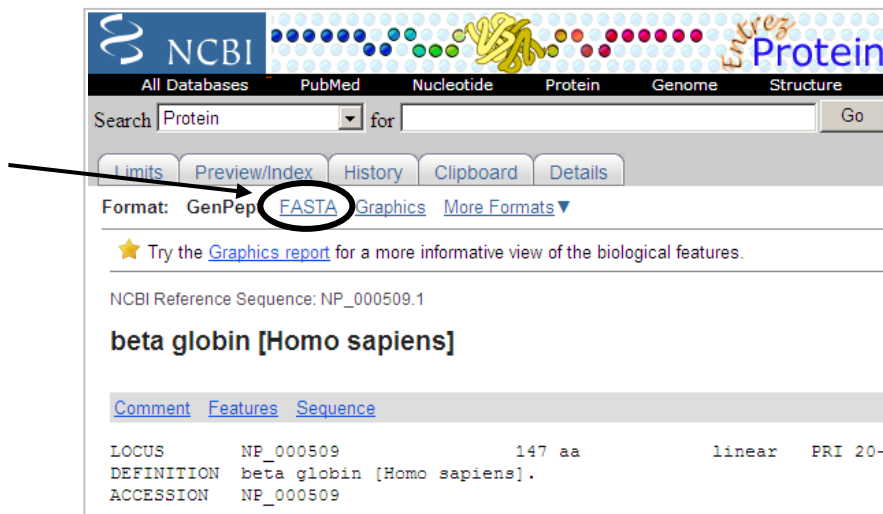 NCBI
Entrez Protein
All Databases PubMed Nucleotide Protein Genome Structure
Search Protein for Go
Limits Preview/Index History Clipboard Details
Format: GenPep FASTA Graphics More Formats▼
Try the Graphics report for a more informative view of the biological features.
NCBI Reference Sequence: NP_000509.1
beta globin [Homo sapiens]
Comment Features Sequence
LOCUS NP_000509 147 aa linear PRI 20-
DEFINITION beta globin [Homo sapiens].
ACCESSION NP_000509